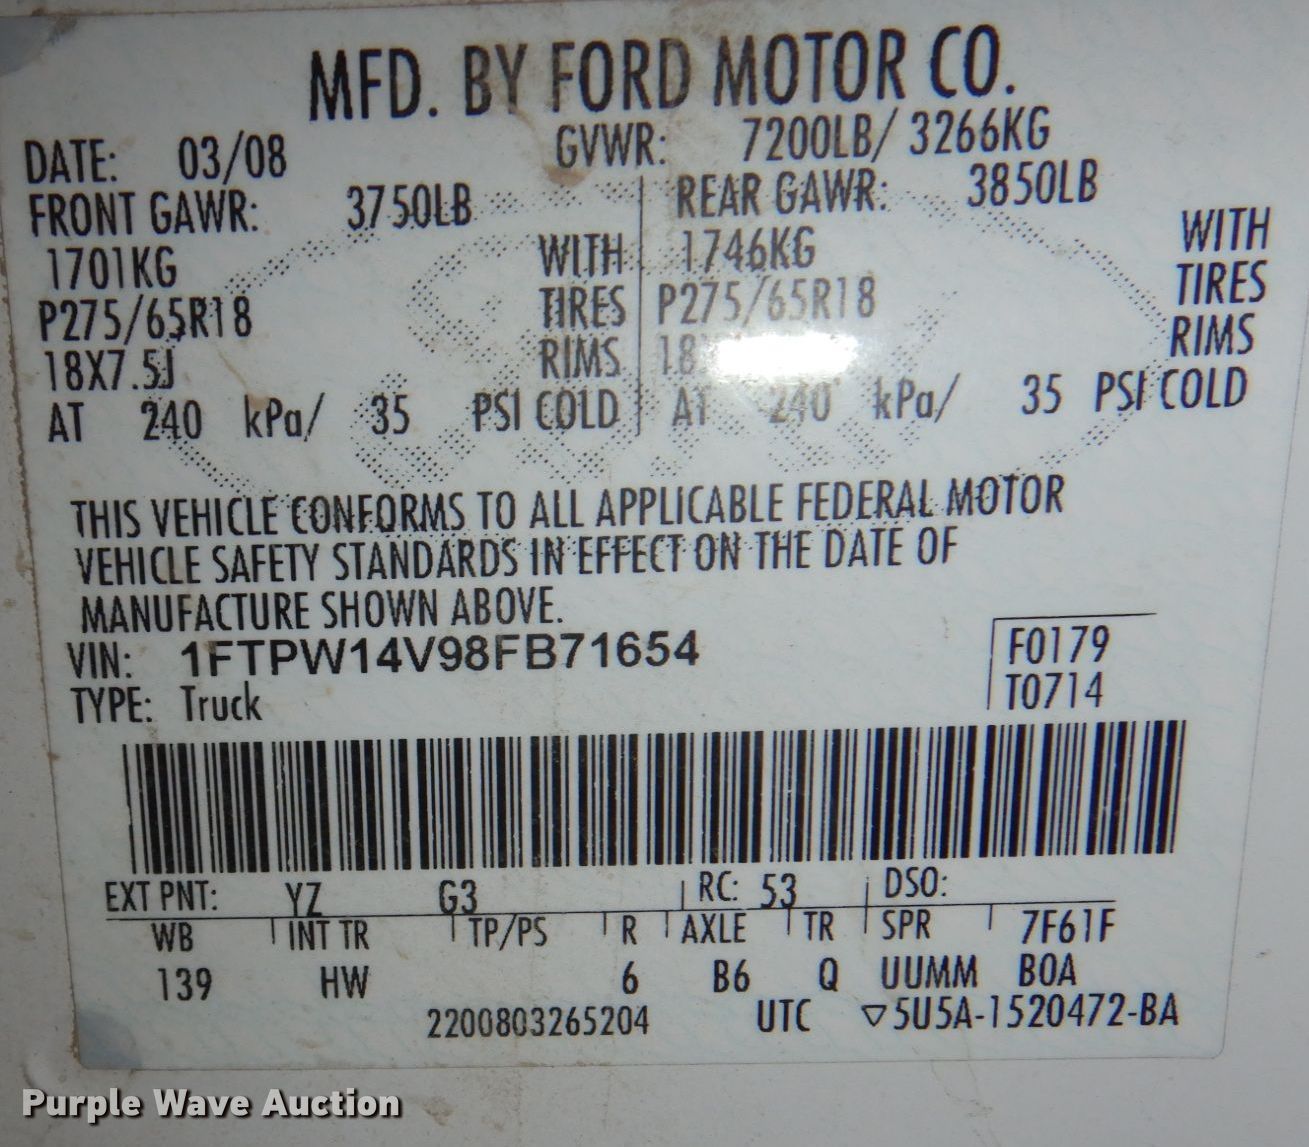 MFD. BY FORD MOTOR CO.
DATE: 03/08 GVWR: 7200LB/ 3266KG
FRONT GAWR: 3750LB REAR GAWR: 3850LB
1701KG WITH 1746KG WITH
P275/65R18 TIRES P275/65R18 TIRES
18X7.5J RIMS 18 RIMS
AT 240 kPa/ 35 PSI COLD AT 240 kPa/ 35 PSI COLD
THIS VEHICLE CONFORMS TO ALL APPLICABLE FEDERAL MOTOR
VEHICLE SAFETY STANDARDS IN EFFECT ON THE DATE OF
MANUFACTURE SHOWN ABOVE.
VIN: 1FTPW14V98FB71654 F0179
TYPE: Truck T0714
EXT PNT: YZ G3 RC: 53 DSO:
WB INT TR TP/PS R AXLE TR SPR 7F61F
139 HW 6 B6 Q UUMM BOA
2200803265204 UTC ▽5U5A-1520472-BA
Purple Wave Auction